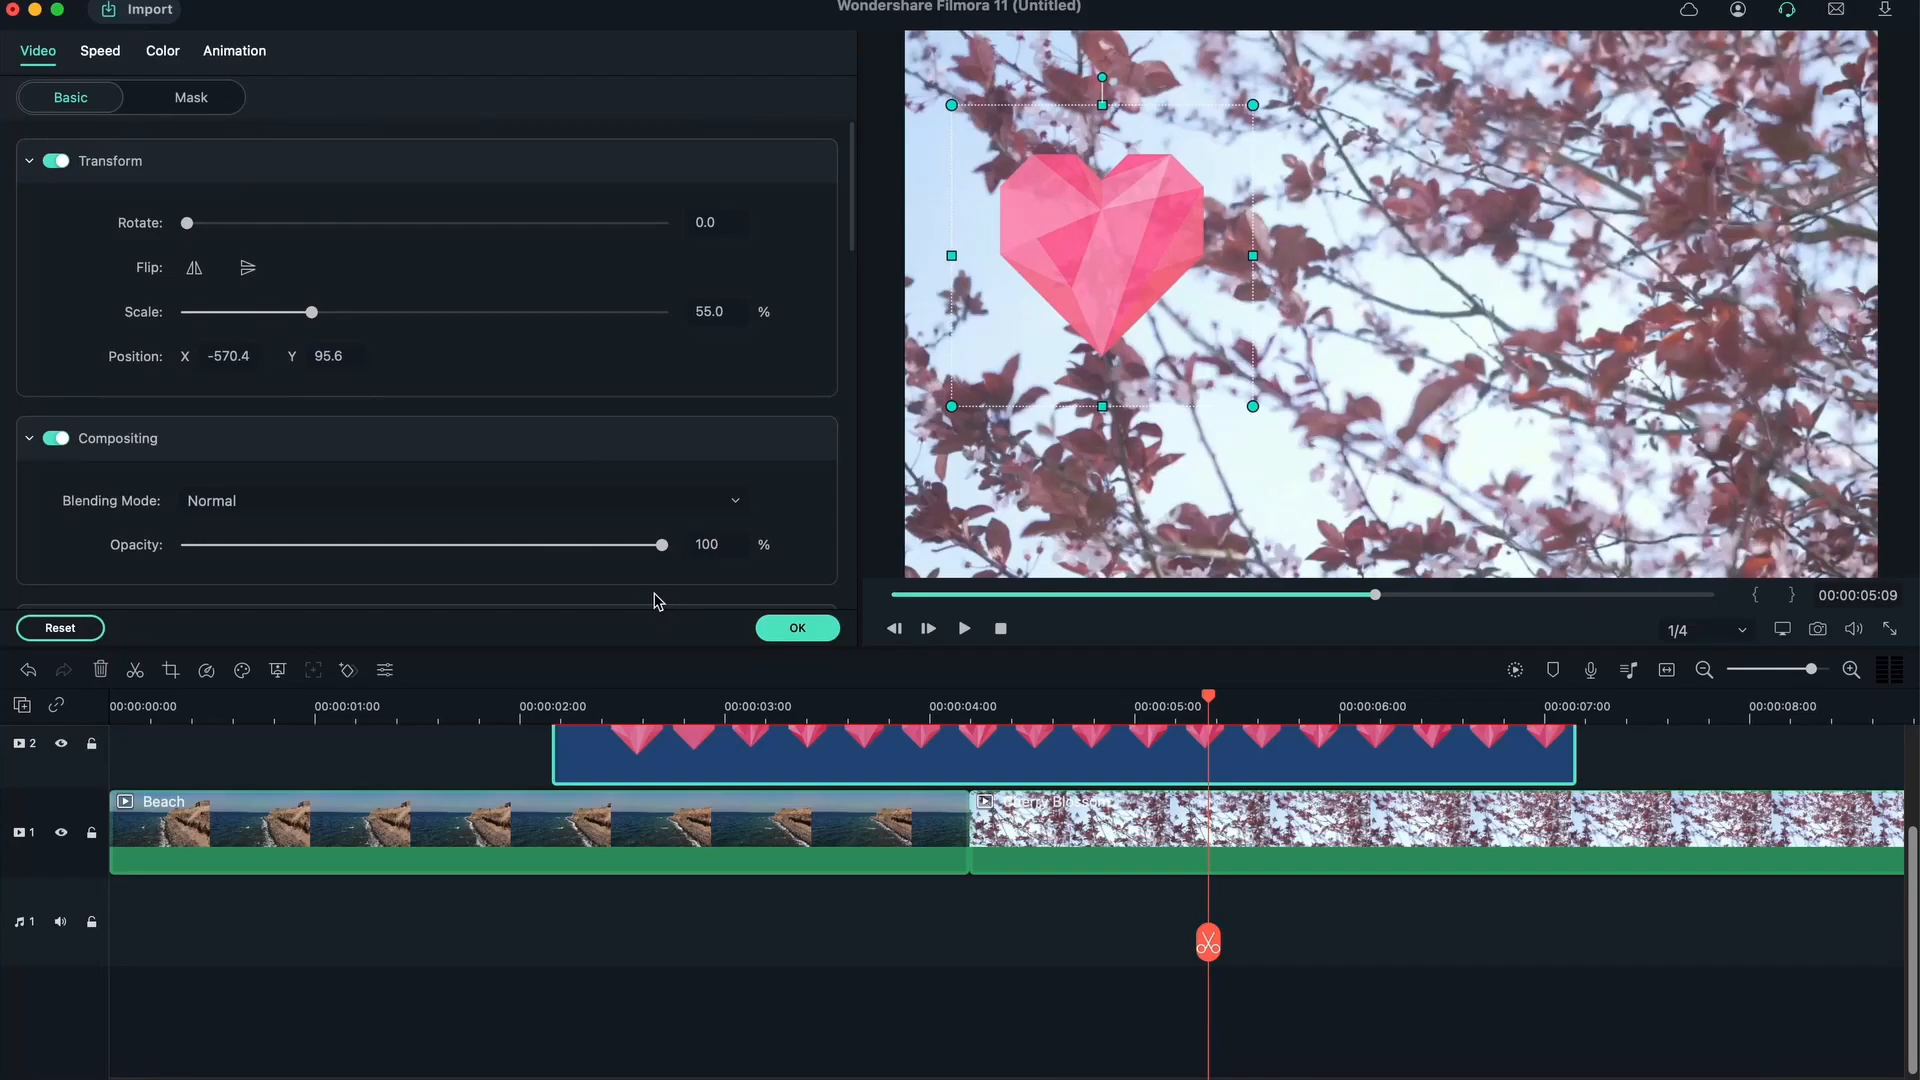 Import
Wondershare Filmora 11 (Untitled)
Video Speed Color Animation
Basic Mask
Transform
Rotate: 0.0
Flip:
Scale: 55.0 %
Position: X -570.4 Y 95.6
Compositing
Blending Mode: Normal
Opacity: 100 %
Reset OK
{ } 00:00:05:09
1/4
00:00:00:00 00:00:01:00 00:00:02:00 00:00:03:00 00:00:04:00 00:00:05:00 00:00:06:00 00:00:07:00 00:00:08:00
2
Beach
Cherry Blossom
1
1